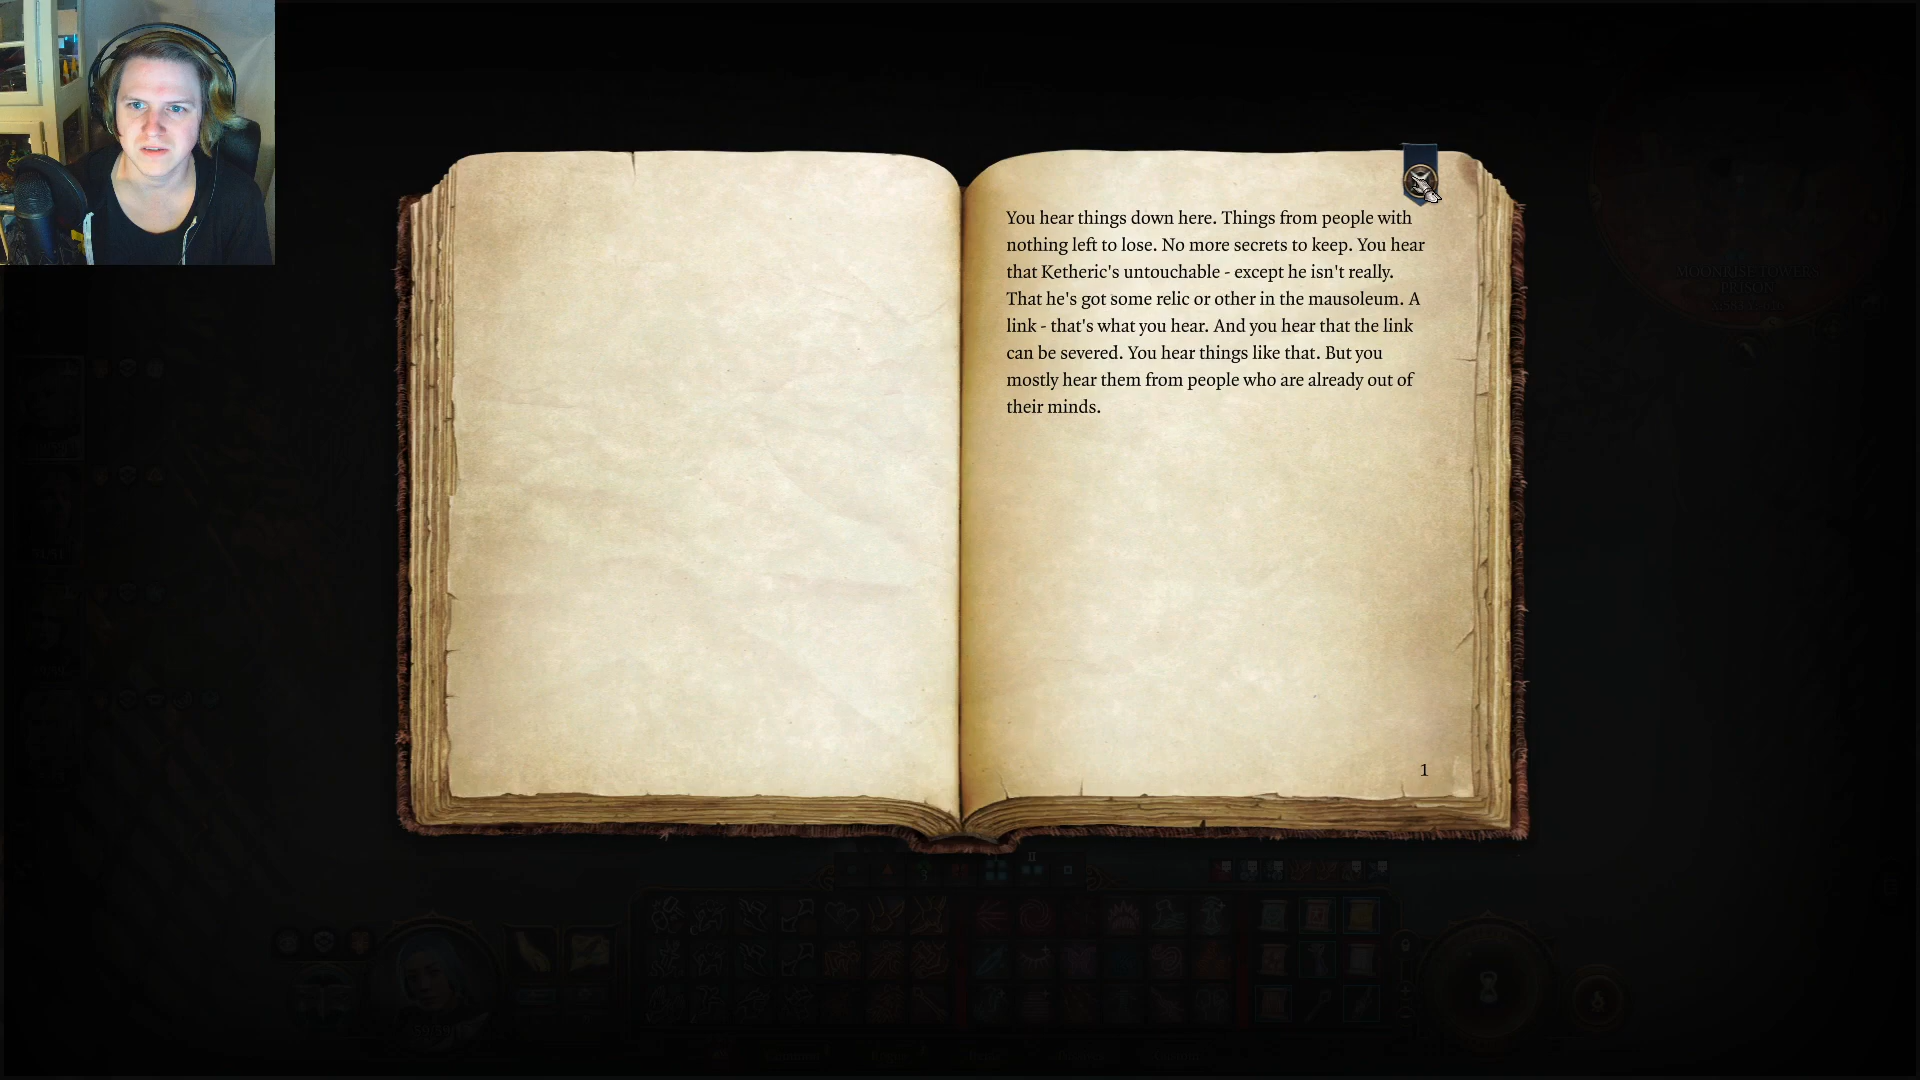 You hear things down here. Things from people with
nothing left to lose. No more secrets to keep. You hear
that Ketheric's untouchable - except he isn't really.
That he's got some relic or other in the mausoleum. A
link - that's what you hear. And you hear that the link
can be severed. You hear things like that. But you
mostly hear them from people who are already out of
their minds.
1
MOONRISE TOWERS
PRISON